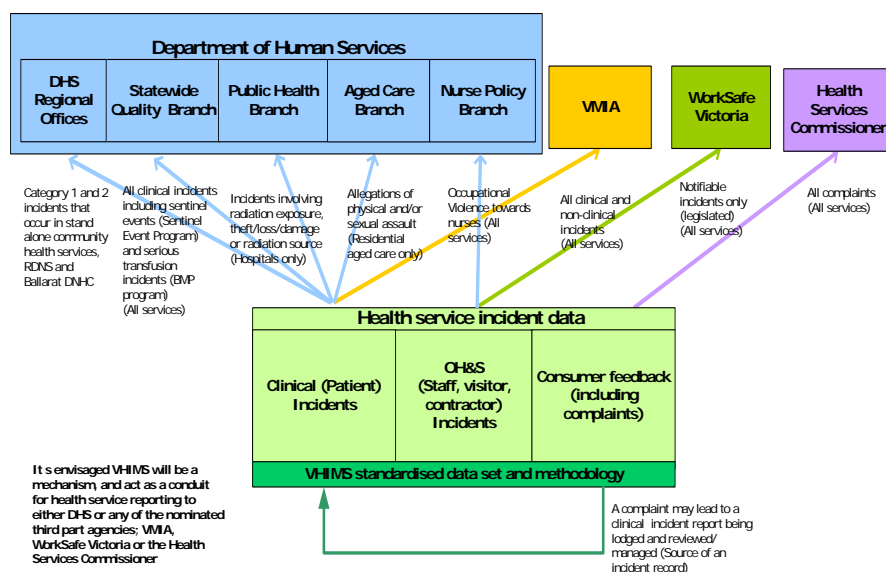 Department of Human Services
DHS
Regional
Offices
Statewide
Quality Branch
Public Health
Branch
Aged Care
Branch
Nurse Policy
Branch
VMIA
WorkSafe
Victoria
Health
Services
Commissioner
Category 1 and 2
incidents that
occur in stand
alone community
health services,
RDNS and
Ballarat DNHC
All clinical incidents
including sentinel
events (Sentinel
Event Program)
and serious
transfusion
incidents (BMP
program)
(All services)
Incidents involving
radiation exposure,
theft/loss/damage
or radiation source
(Hospitals only)
Allegations of
physical and/or
sexual assault
(Residential
aged care only)
Occupational
Violence towards
nurses (All
services)
All clinical and
non-clinical
incidents
(All services)
Notifiable
incidents only
(legislated)
(All services)
All complaints
(All services)
Health service incident data
Clinical (Patient)
Incidents
OH&S
(Staff, visitor,
contractor)
Incidents
Consumer feedback
(including
complaints)
VHIMS standardised data set and methodology
It s envisaged VHIMS will be a
mechanism, and act as a conduit
for health service reporting to
either DHS or any of the nominated
third part agencies; VMIA,
WorkSafe Victoria or the Health
Services Commissioner
A complaint may lead to a
clinical incident report being
lodged and reviewed/
managed (Source of an
incident record)